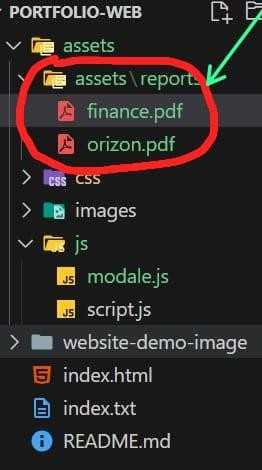 PORTFOLIO-WEB
assets
assets\reports
finance.pdf
orizon.pdf
css
images
js
modale.js
script.js
website-demo-image
index.html
index.txt
README.md